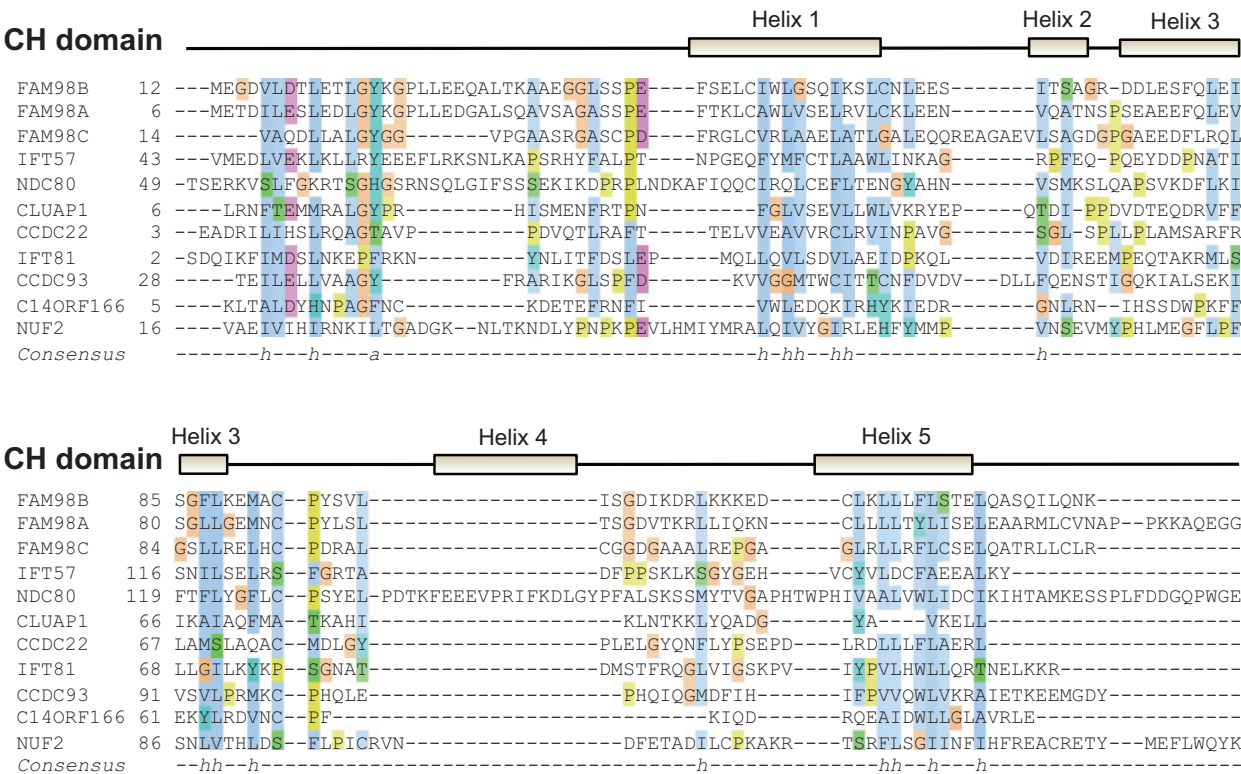 Helix 1 Helix 2 Helix 3
CH domain
FAM98B 12 ---MEGDVLDTLETLGYKGPLLEEQALTKAAEGGLSSPE----FSELCIWLGSQIKSLCNLEES-------ITSAGR-DDLESFQLEI
FAM98A 6 ---METDILESLEDLGYKGPLLEDGALSQAVSAGASSPE----FTKLCAWLVSELRVLCKLEEN-------VQATNSPSEAEEFQLEV
FAM98C 14 -------VAQDLLALGYGG------VPGAASRGASCPD----FRGLCVRLAAELATLGALEQQREAGAEVLSAGDGPGAEEDFLRQL
IFT57 43 ---VMEDLVEKLKLLRYEEEFLRKSNLKAPSRHYFALPT----NPGEQFYMFCTLAAWLINKAG-------RPFEQ-PQEYDDPNATI
NDC80 49 -TSERKVSLFGKRTSGHGSRNSQLGIFSSSEKIKDPRPLNDKAFIQQCIRQLCEFLTENGYAHN-------VSMKSLQAPSVKDFLKI
CLUAP1 6 ----LRNFTEMMRALGYPR--------HISMENFRTPN--------FGLVSEVLLWLVKRYEP------QTDI-PPDVDTEQDRVFF
CCDC22 3 -EADRILIHSLRQAGTAVP---------PDVQTLRAFT-----TELVVEAVVRCLRVINPAVG-------SGL-SPLLPLAMSARFR
IFT81 2 -SDQIKFIMDSLNKEPFRKN--------YNLITFDSLEP---MQLLQVLSDVLAEIDPKQL-------VDIREEMPEQTAKRMLS
CCDC93 28 ------TEILELLVAAGY--------FRARIKGLSPFD-------KVVGGMTWCITTCNFDVDV--DLLFQENSTIGQKIALSEKI
C14ORF166 5 ----KLTALDYHNPAGFNC-------KDETEFRNFI-------VWLEDQKIRHYKIEDR-------GNLRN--IHSSDWPKFF
NUF2 16 ------VAEIVIHIRNKILTGADGK--NLTKNDLYPNPKPEVLHMIYMRALQIVYGIRLEHFYMMP-------VNSEVMYPHLMEGFLPF
Consensus -------h---h----a-------------------------------h-hh--hh----------------h----------------
Helix 3 Helix 4 Helix 5
CH domain
FAM98B 85 SGFLKEMAC--PYSVL-------------------ISGDIKDRLKKKED------CLKLLLFLSTELQASQILQNK------------
FAM98A 80 SGLLGEMNC--PYLSL-------------------TSGDVTKRLLIQKN------CLLLLTYLISELEAARMLCVNAP--PKKAQEGG
FAM98C 84 GSLLRELHC--PDRAL-------------------CGGDGAAALREPGA------GLRLLRFLCSELQATRLLCLR------------
IFT57 116 SNILSELRS--FGRTA-------------------DFPPSKLKSGYGEH-----VCYVLDCFAEEALKY-------------------
NDC80 119 FTFLYGFLC--PSYEL--PDTKFEEEVPRIFKDLGYPFALSKSSMYTVGAPHTWPHIVAALVWLIDCIKIHTAMKESSPLFDDGQPWGE
CLUAP1 66 IKAIAQFMA--TKAHI-------------------KLNTKKLYQADG--------YA---VKELL-----------------------
CCDC22 67 LAMSLAQAC--MDLGY-------------------PLELGYQNFLYPSEPD----LRDLLLFLAERL---------------------
IFT81 68 LLGILKYKP--SGNAT-------------------DMSTFRQGLVIGSKPV----IYPVLHWLLQRTNELKKR---------------
CCDC93 91 VSVLPRMKC--PHQLE---------------------PHQIQGMDFIH------IFPVVQWLVKRAIETKEEMGDY------------
C14ORF166 61 EKYLRDVNC--PF------------------------------KIQD-------RQEAIDWLLGLAVRLE------------------
NUF2 86 SNLVTHLDS--FLPICRVN------------------DFETADILCPKAKR----TSRFLSGIINFIHFREACRETY---MEFLWQYK
Consensus --hh--h-------------------------------------h--------------hh--h---h---------------------